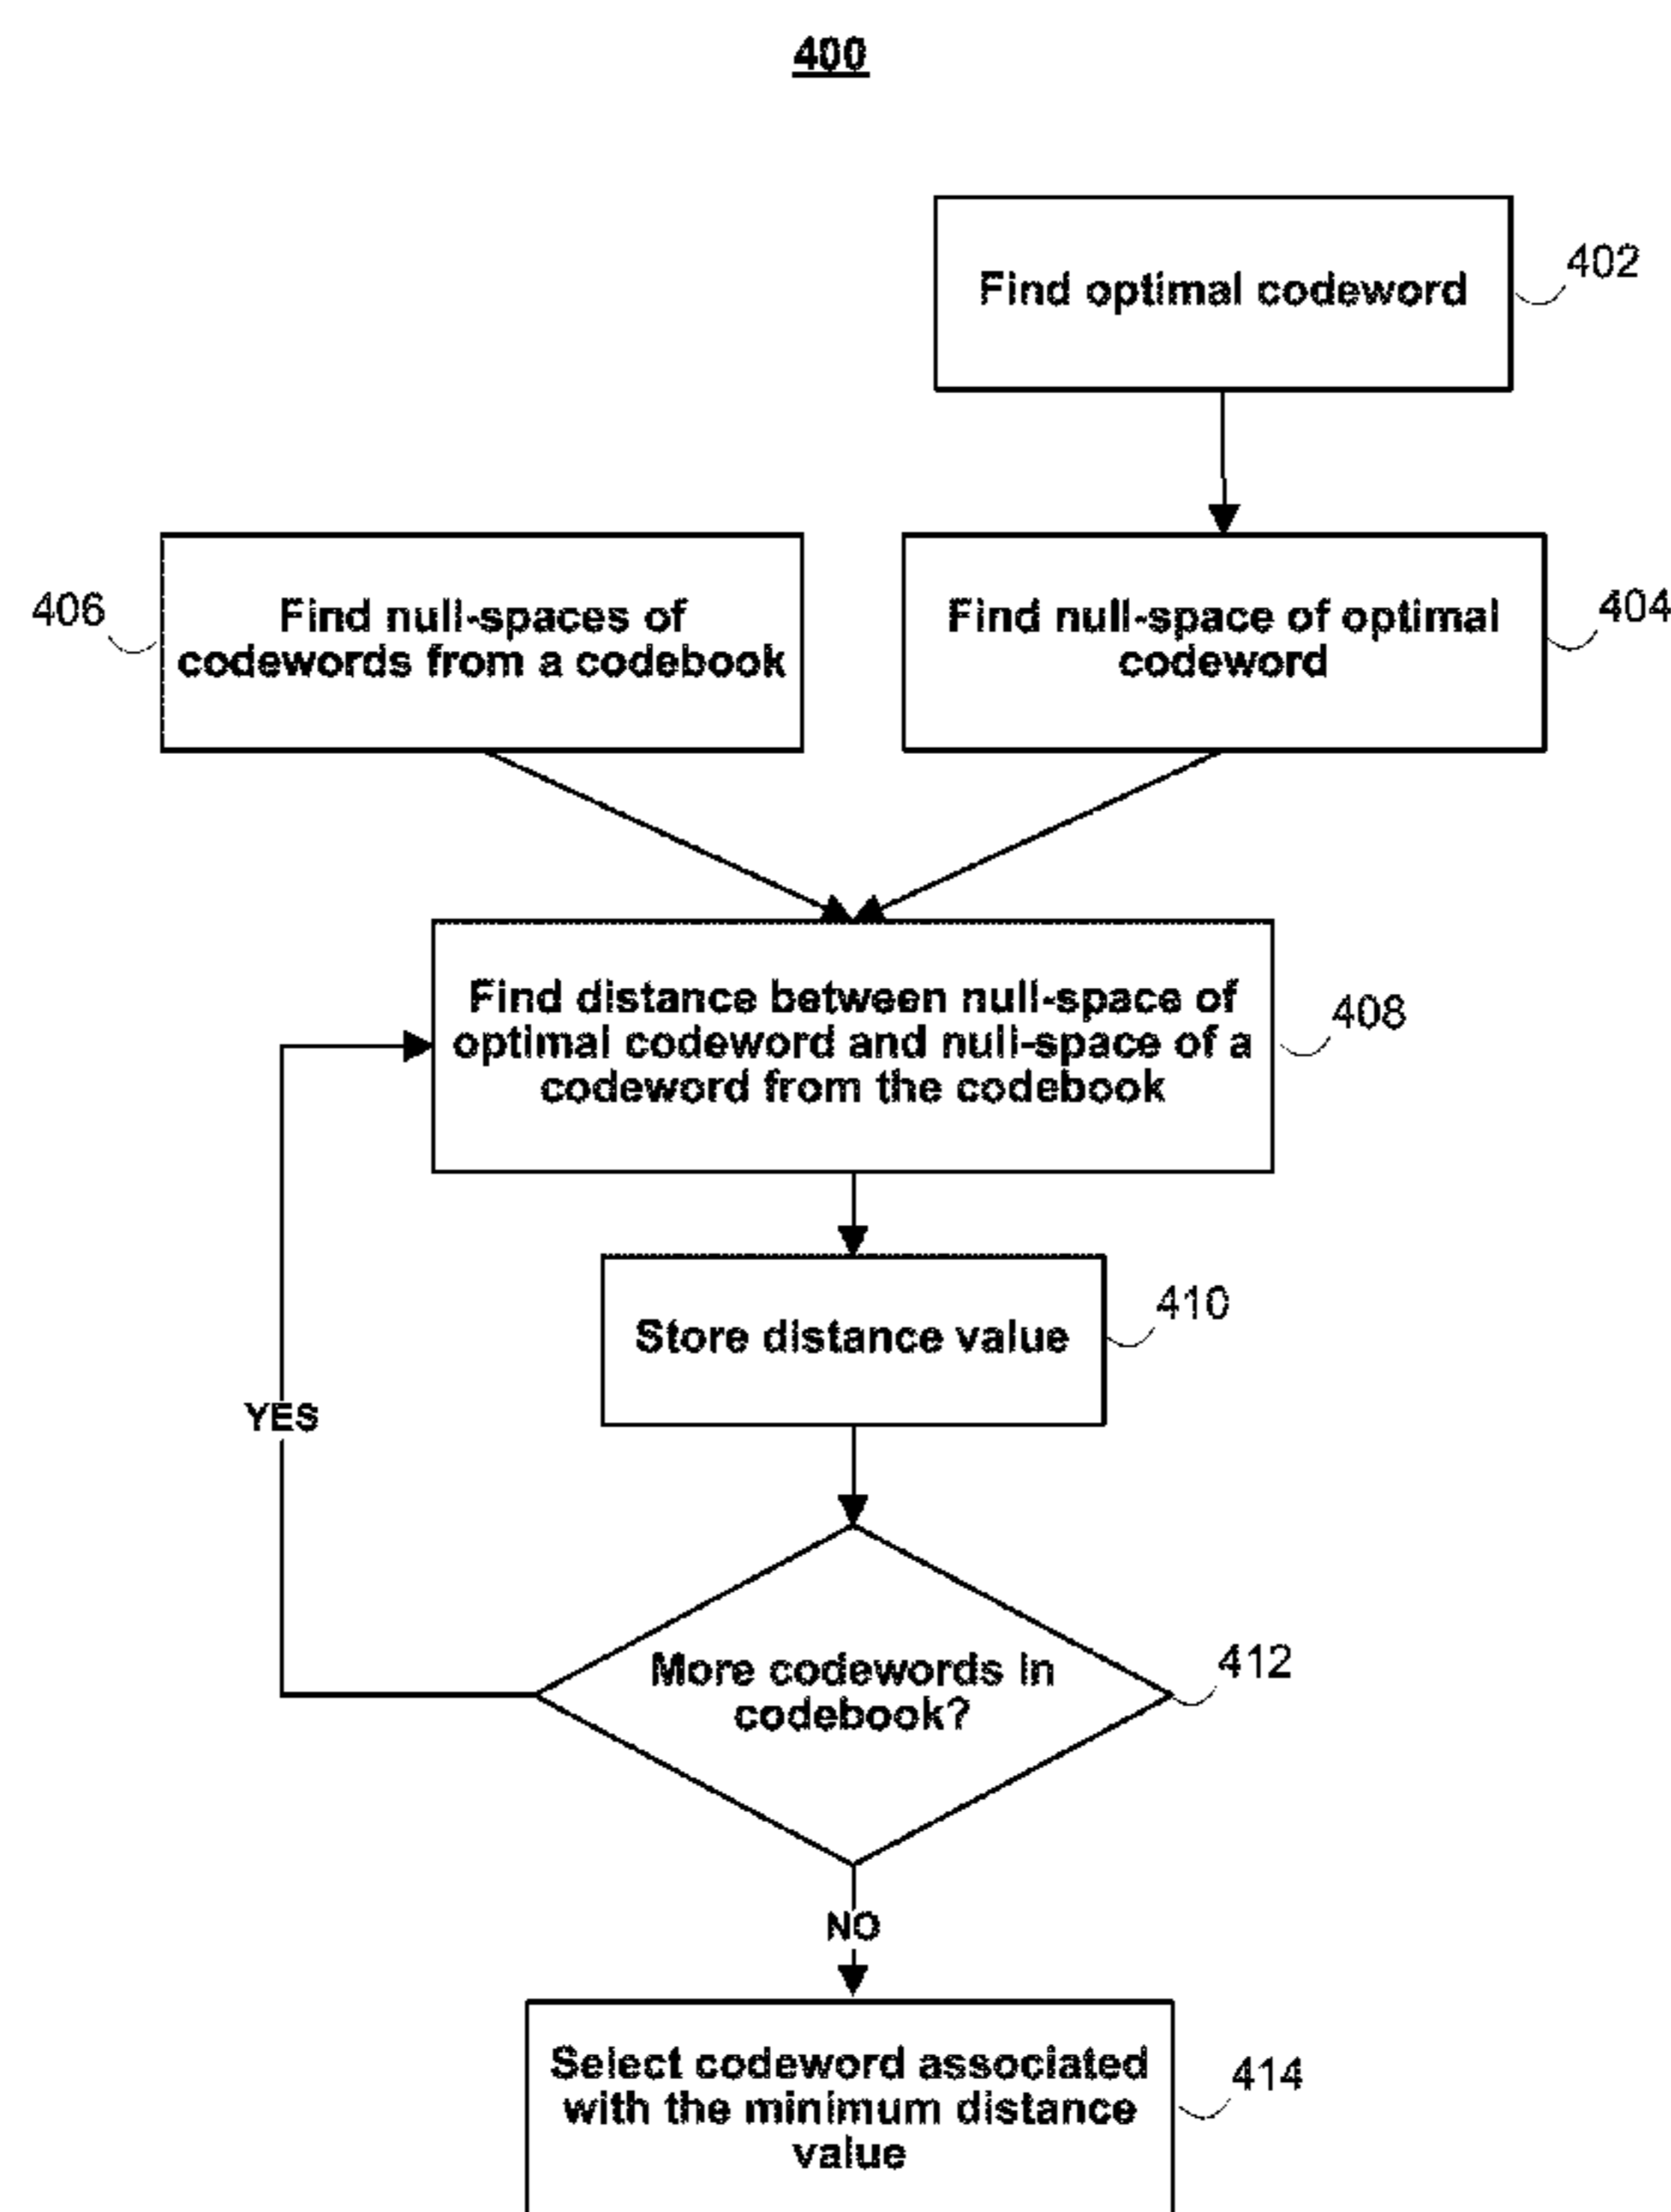 400
Find optimal codeword
402
406
Find null-spaces of
codewords from a codebook
Find null-space of optimal
codeword
404
Find distance between null-space of
optimal codeword and null-space of a
codeword from the codebook
408
Store distance value
410
YES
More codewords in
codebook?
412
NO
Select codeword associated
with the minimum distance
value
414